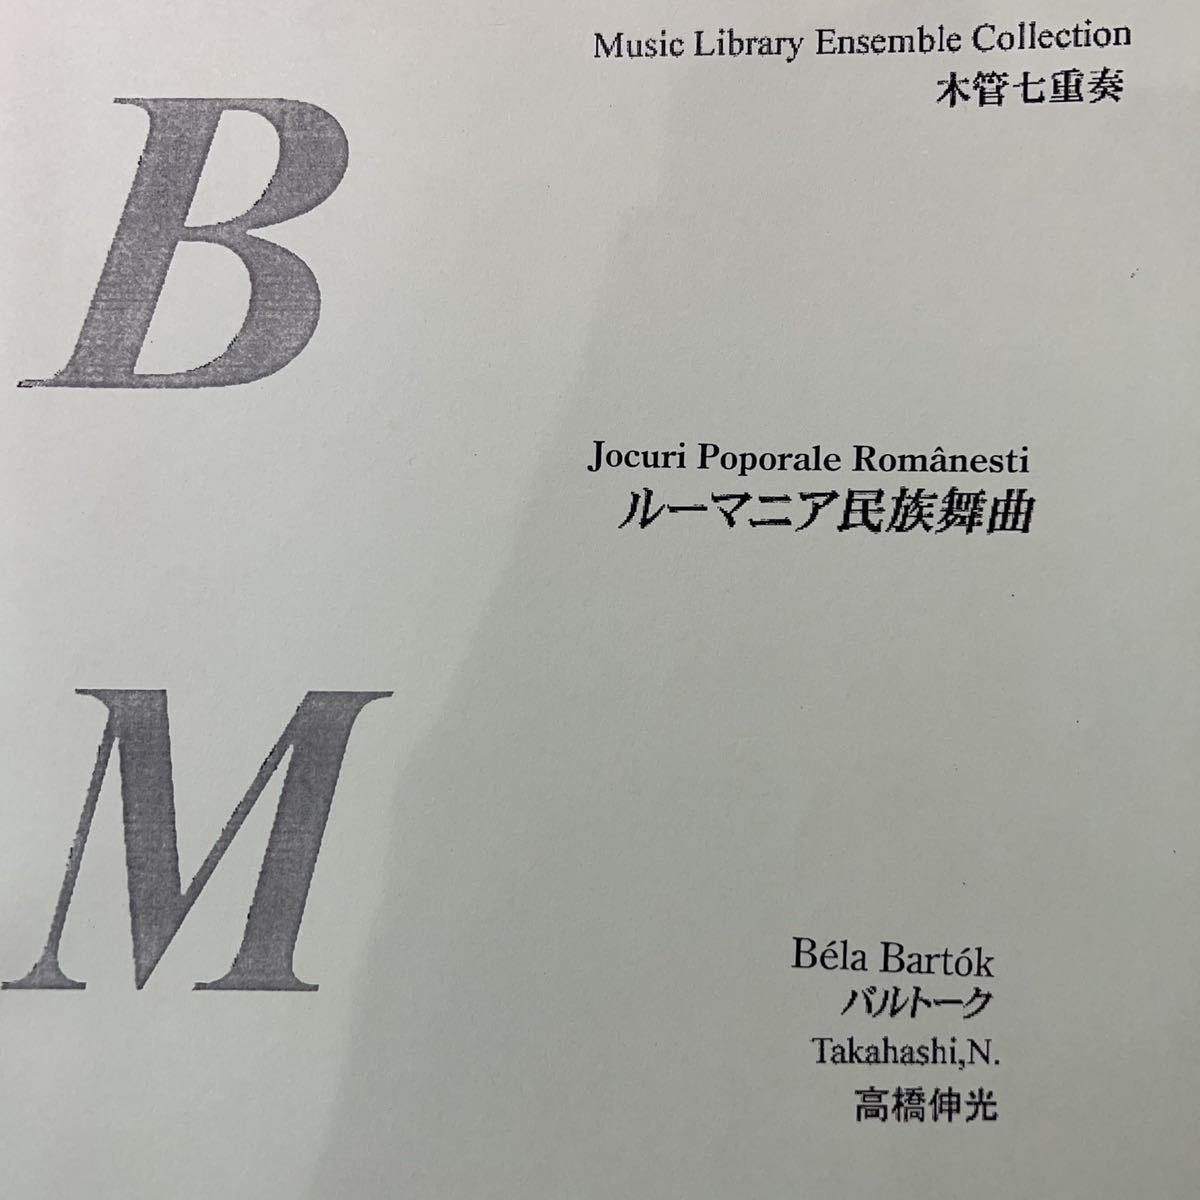 B
Music Library Ensemble Collection
木管七重奏
Jocuri Poporale Românesti
ルーマニア民族舞曲
M
Béla Bartók
バルトーク
Takahashi,N.
高橋伸光